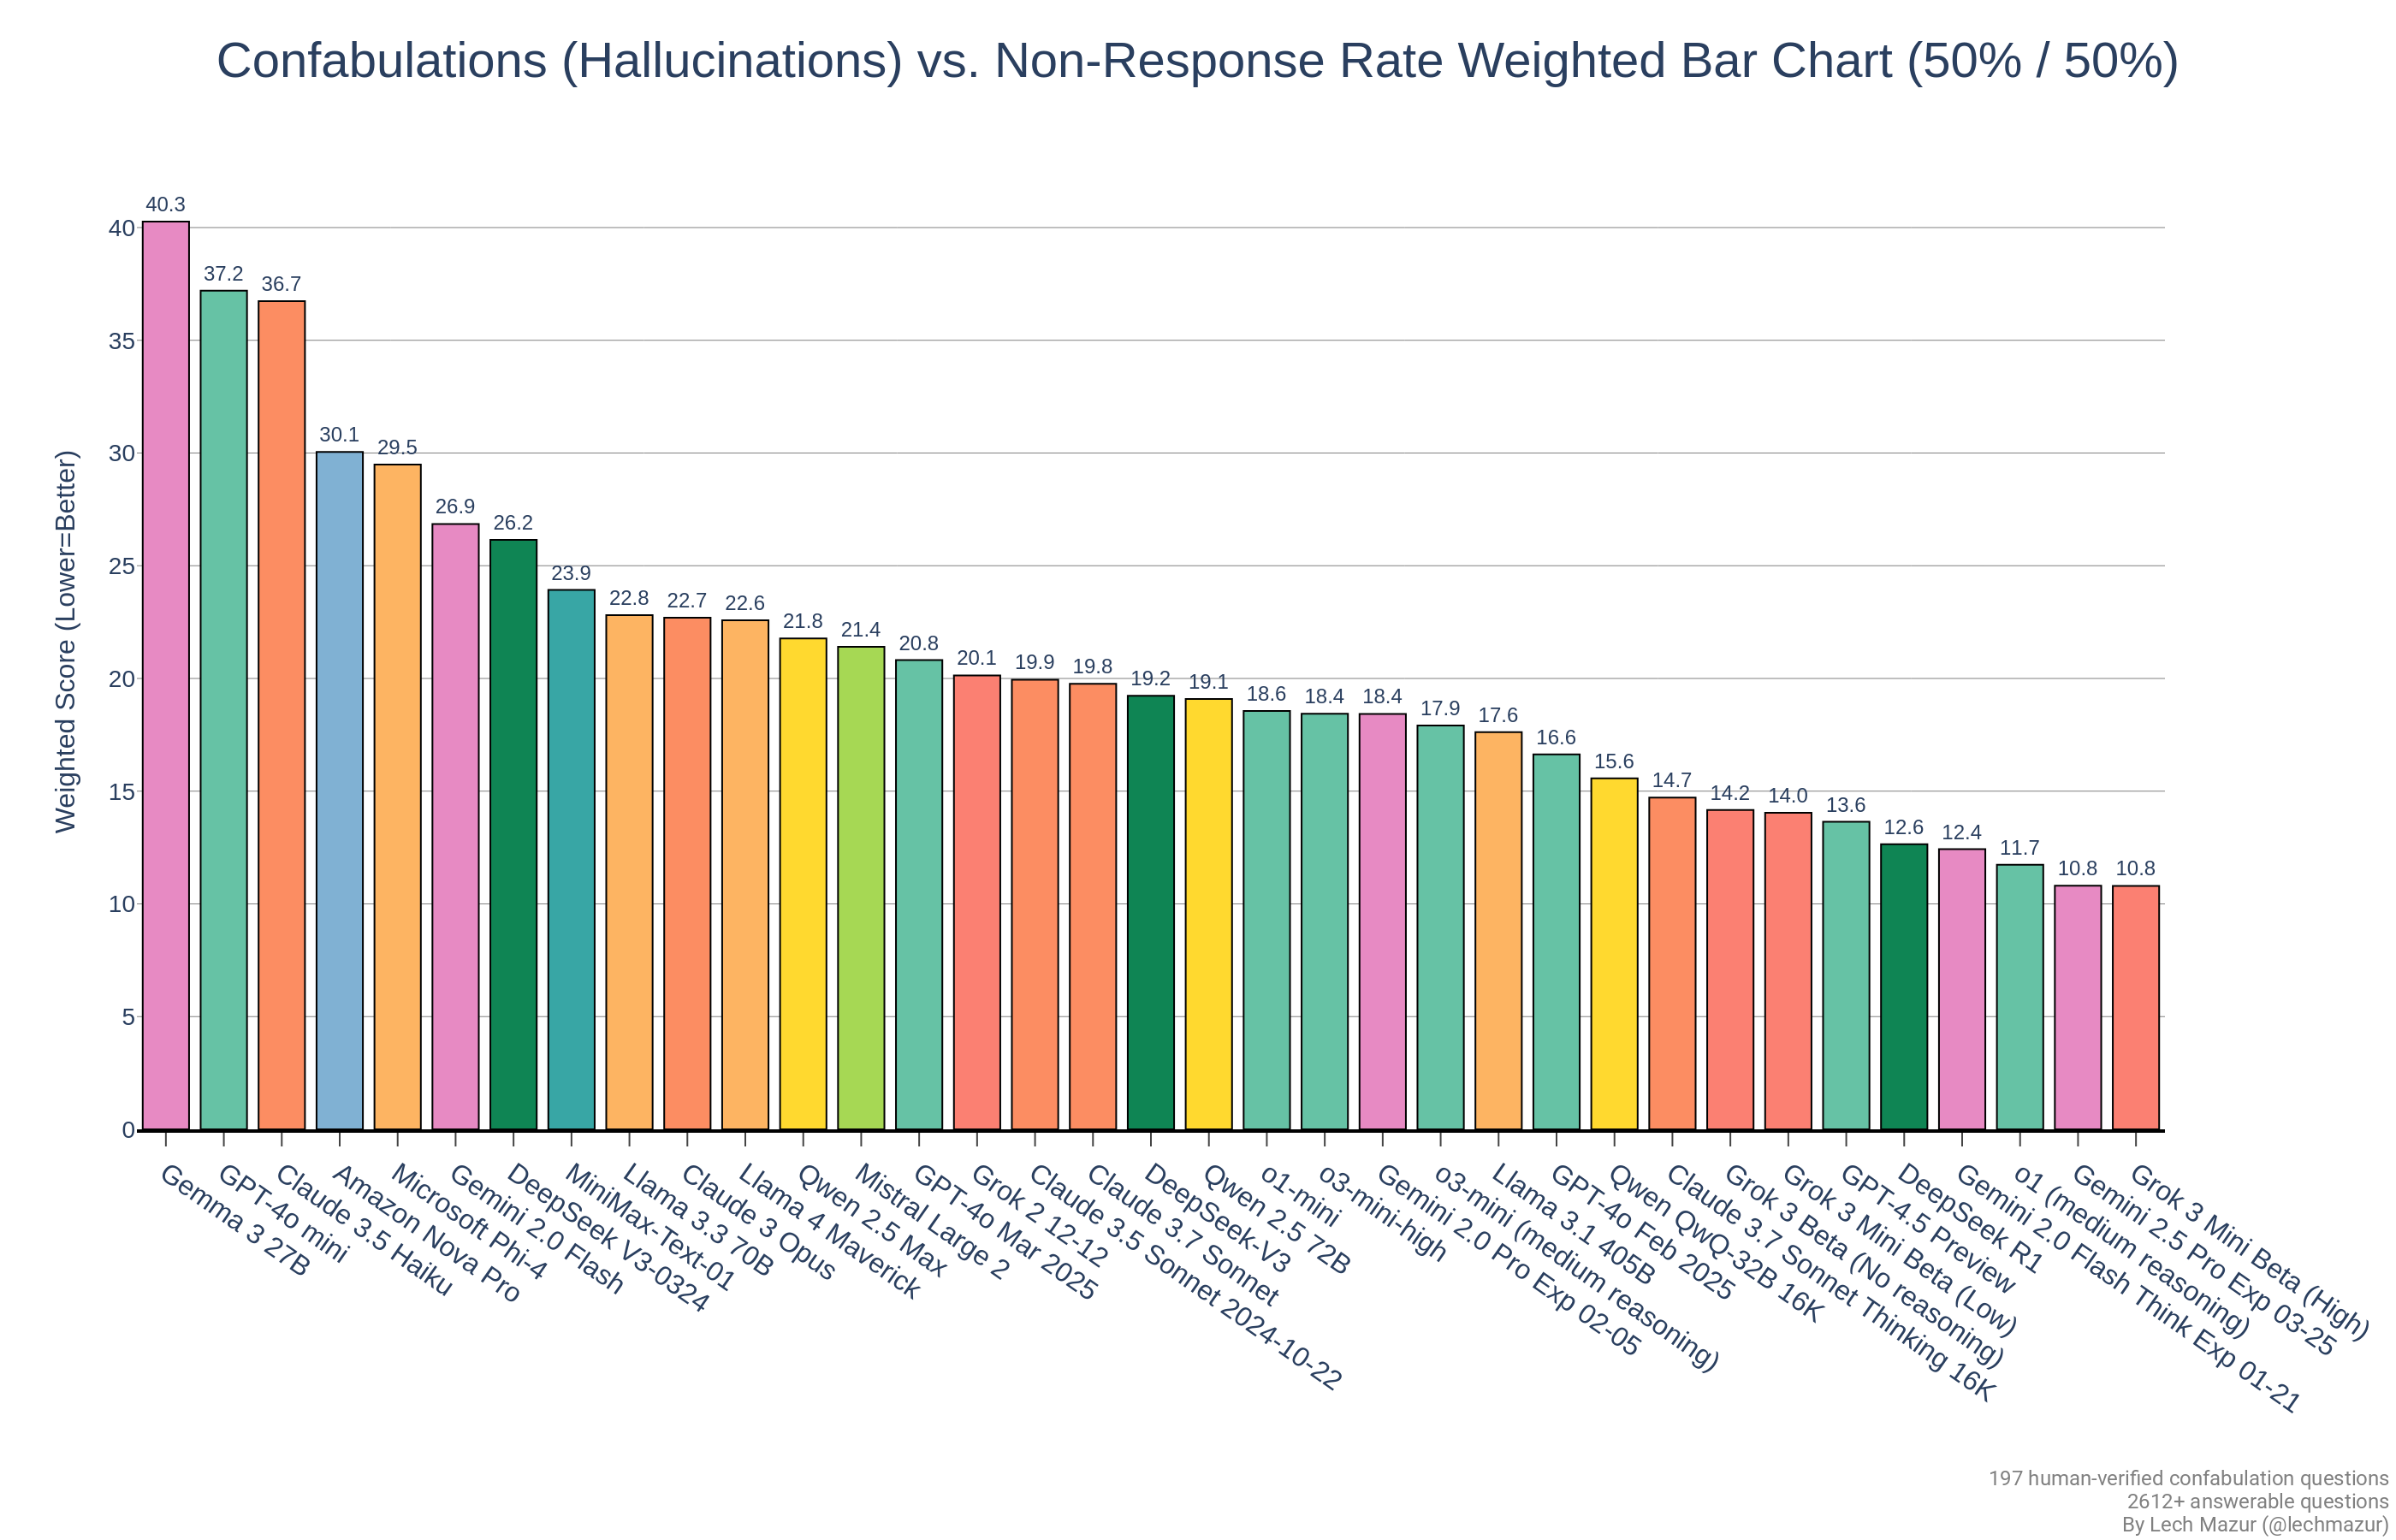 Confabulations (Hallucinations) vs. Non-Response Rate Weighted Bar Chart (50% / 50%)
Weighted Score (Lower=Better)
40
35
30
25
20
15
10
5
0
40.3
37.2
36.7
30.1
29.5
26.9
26.2
23.9
22.8
22.7
22.6
21.8
21.4
20.8
20.1
19.9
19.8
19.2
19.1
18.6
18.4
18.4
17.9
17.6
16.6
15.6
14.7
14.2
14.0
13.6
12.6
12.4
11.7
10.8
10.8
Gemma 3 27B
GPT-4o mini
Claude 3.5 Haiku
Amazon Nova Pro
Microsoft Phi-4
Gemini 2.0 Flash
DeepSeek V3-0324
MiniMax-Text-01
Llama 3.3 70B
Claude 3 Opus
Llama 4 Maverick
Qwen 2.5 Max
Mistral Large 2
GPT-4o Mar 2025
Grok 2 12-12
Claude 3.5 Sonnet 2024-10-22
Claude 3.7 Sonnet
DeepSeek-V3
Qwen 2.5 72B
o1-mini
o3-mini-high
Gemini 2.0 Pro Exp 02-05
o3-mini (medium reasoning)
Llama 3.1 405B
GPT-4o Feb 2025
Qwen QwQ-32B 16K
Claude 3.7 Sonnet Thinking 16K
Grok 3 Beta (No reasoning)
Grok 3 Mini Beta (Low)
GPT-4.5 Preview
DeepSeek R1
Gemini 2.0 Flash Think Exp 01-21
o1 (medium reasoning)
Gemini 2.5 Pro Exp 03-25
Grok 3 Mini Beta (High)
197 human-verified confabulation questions
2612+ answerable questions
By Lech Mazur (@lechmazur)